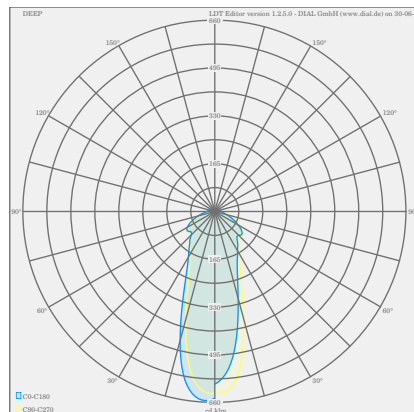 DEEP LDT Editor version 1.2.5.0 - DIAL GmbH (www.dial.de) on 30-06-
660
150° 150°
495
120° 330 120°
165
90° 90°
165
60° 330 60°
495
30° 30°
C0-C180 660
C90-C270 cd/klm